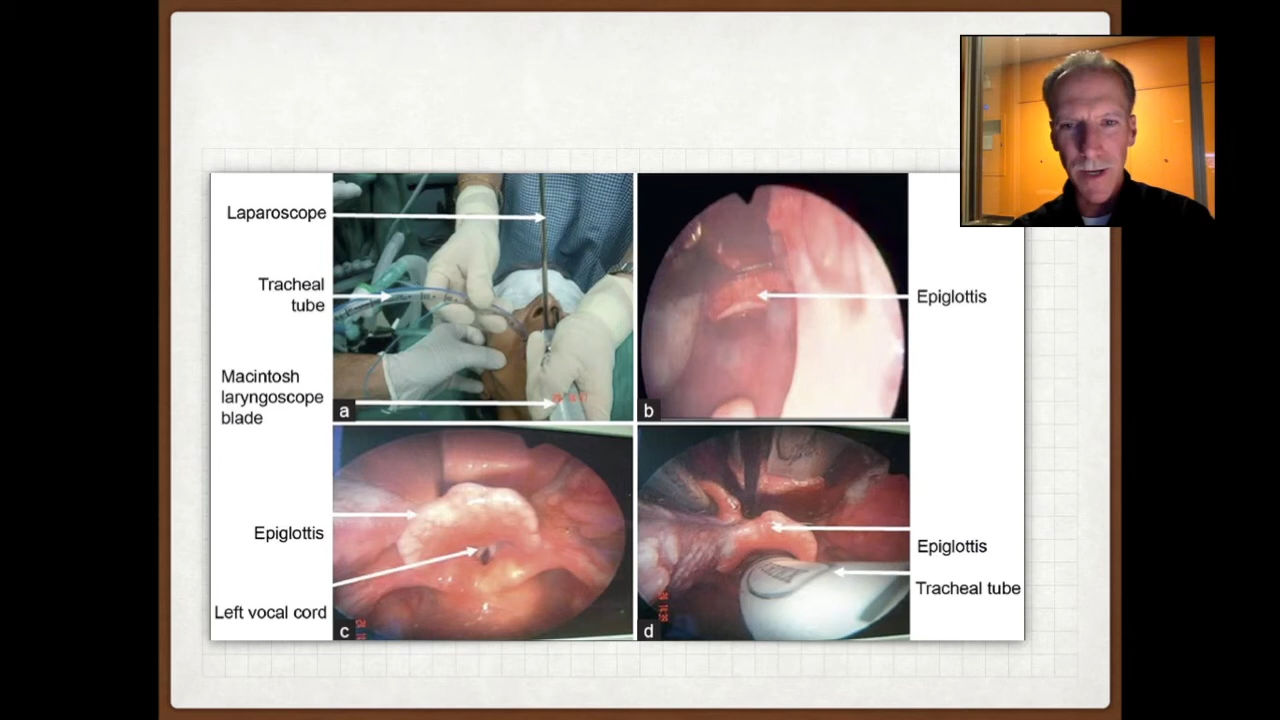 Laparoscope
Tracheal
tube
Macintosh
laryngoscope
blade
a
b
Epiglottis
Epiglottis
Left vocal cord
c
d
Epiglottis
Tracheal tube